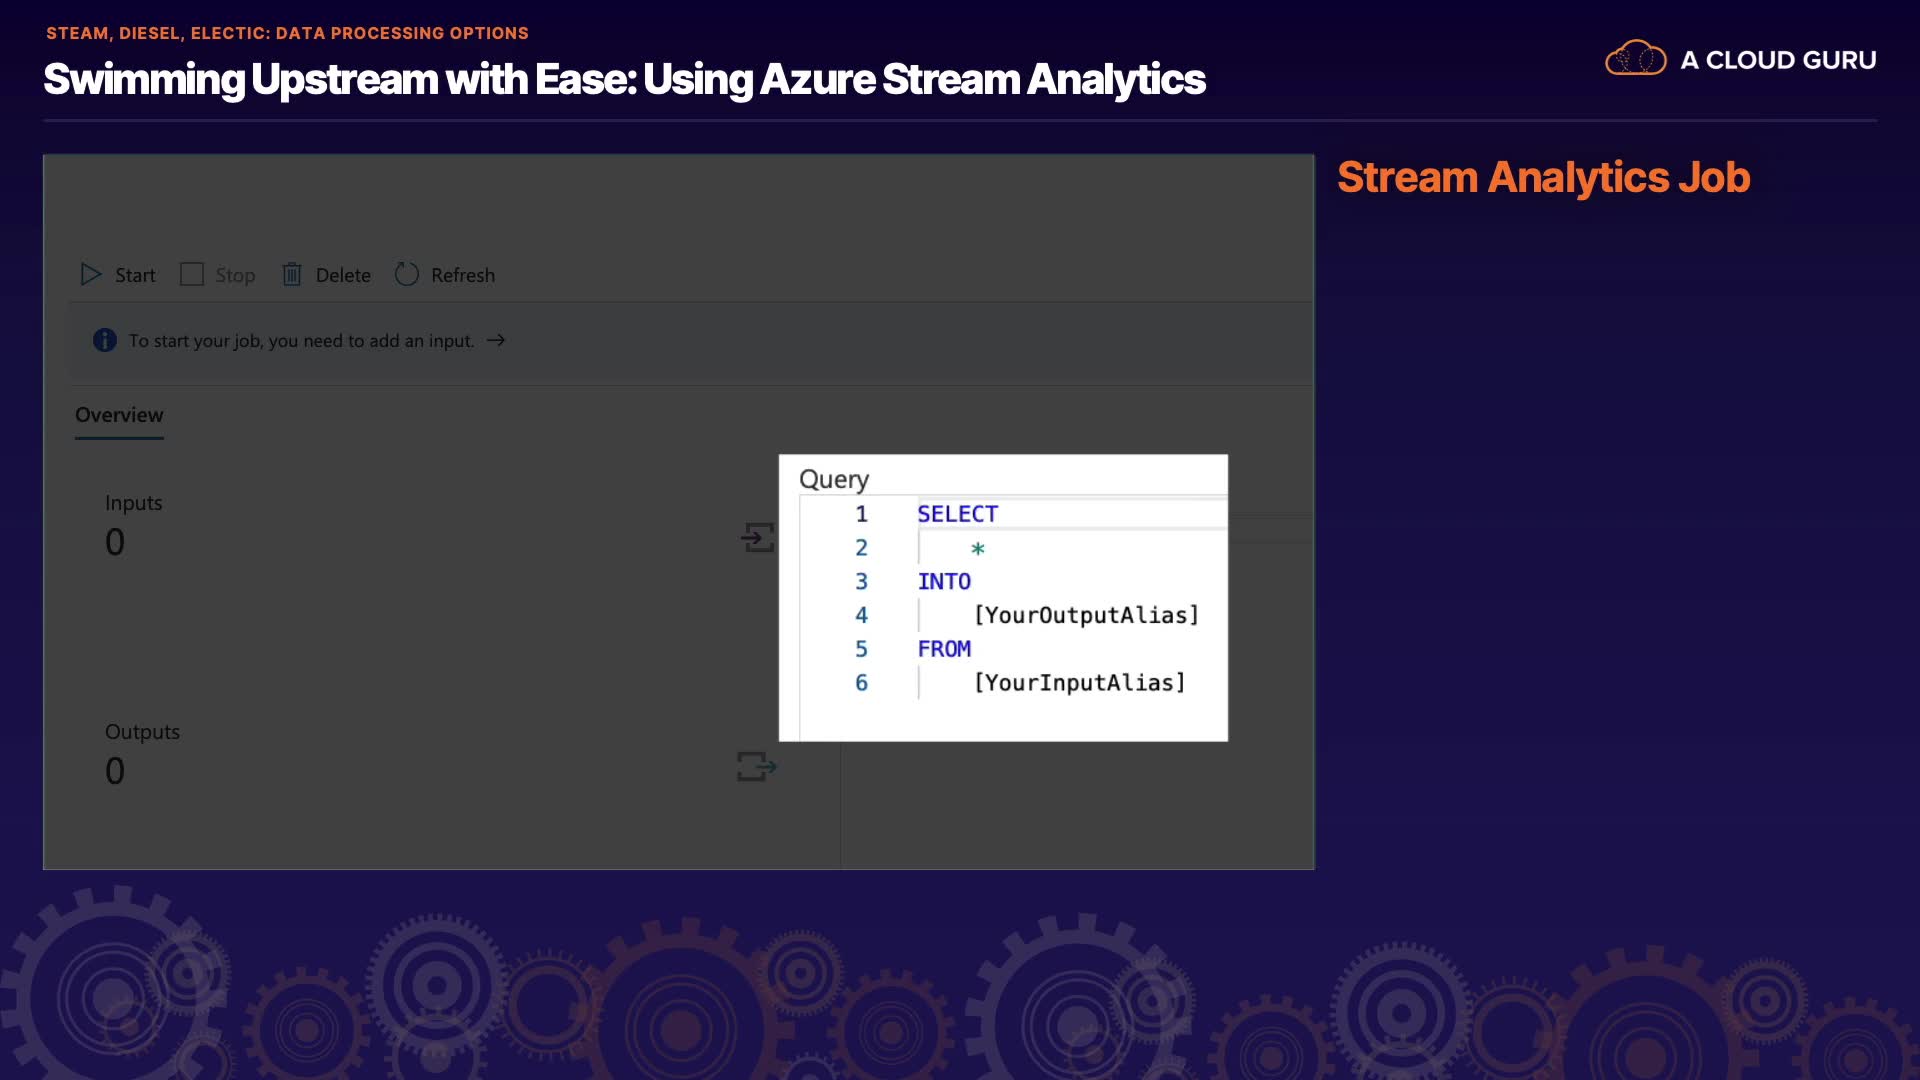 STEAM, DIESEL, ELECTIC: DATA PROCESSING OPTIONS
Swimming Upstream with Ease: Using Azure Stream Analytics
A CLOUD GURU
Stream Analytics Job
Start Stop Delete Refresh
To start your job, you need to add an input.
Overview
Inputs
0
Outputs
0
Query
1 SELECT
2 *
3 INTO
4 [YourOutputAlias]
5 FROM
6 [YourInputAlias]